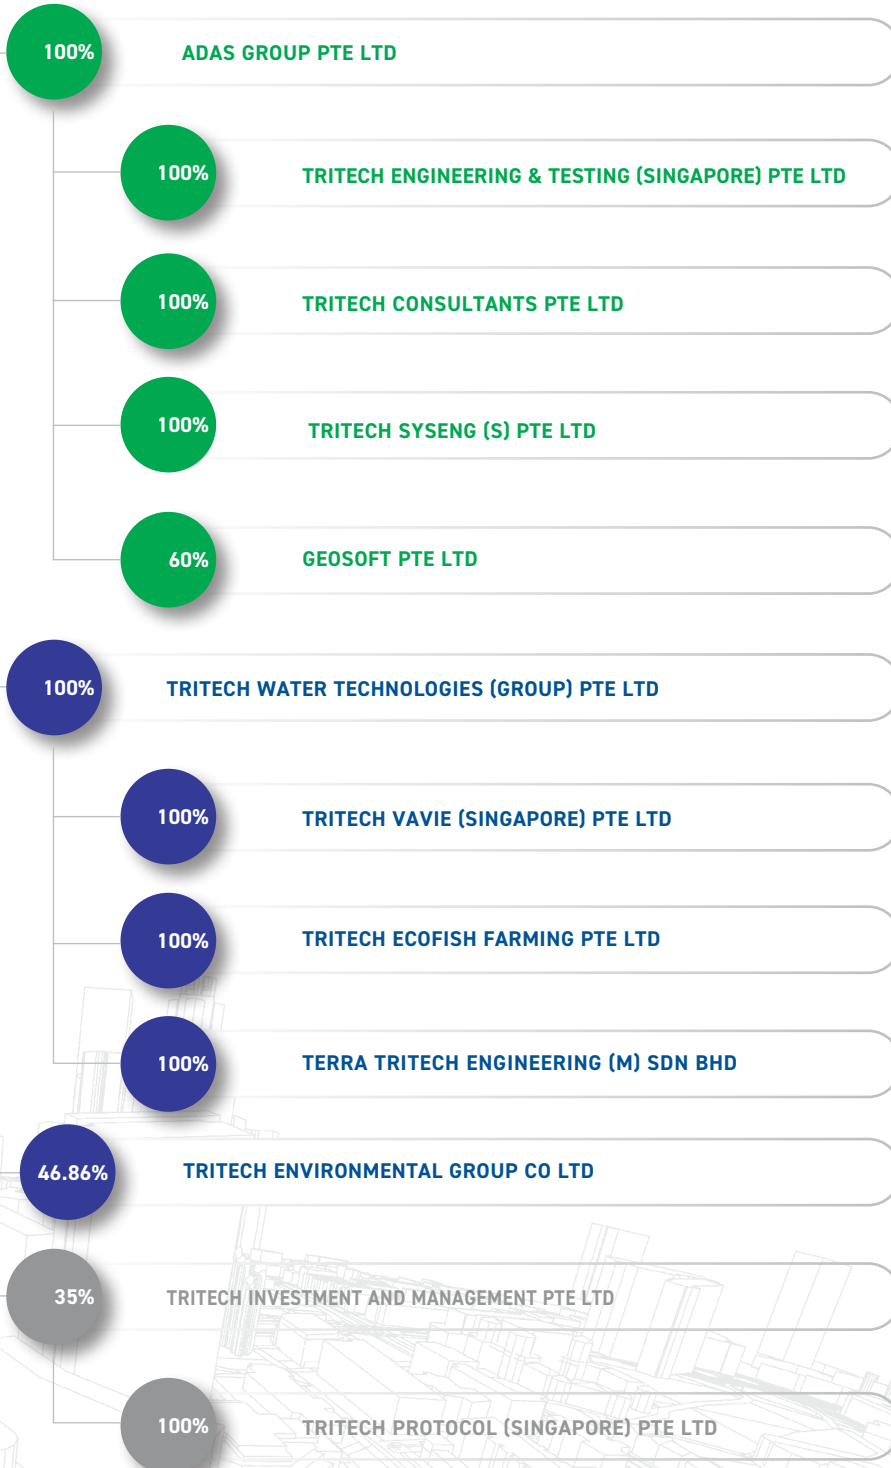 100% ADAS GROUP PTE LTD
100% TRITECH ENGINEERING & TESTING (SINGAPORE) PTE LTD
100% TRITECH CONSULTANTS PTE LTD
100% TRITECH SYSENG (S) PTE LTD
60% GEOSOFT PTE LTD
100% TRITECH WATER TECHNOLOGIES (GROUP) PTE LTD
100% TRITECH VAVIE (SINGAPORE) PTE LTD
100% TRITECH ECOFISH FARMING PTE LTD
100% TERRA TRITECH ENGINEERING (M) SDN BHD
46.86% TRITECH ENVIRONMENTAL GROUP CO LTD
35% TRITECH INVESTMENT AND MANAGEMENT PTE LTD
100% TRITECH PROTOCOL (SINGAPORE) PTE LTD